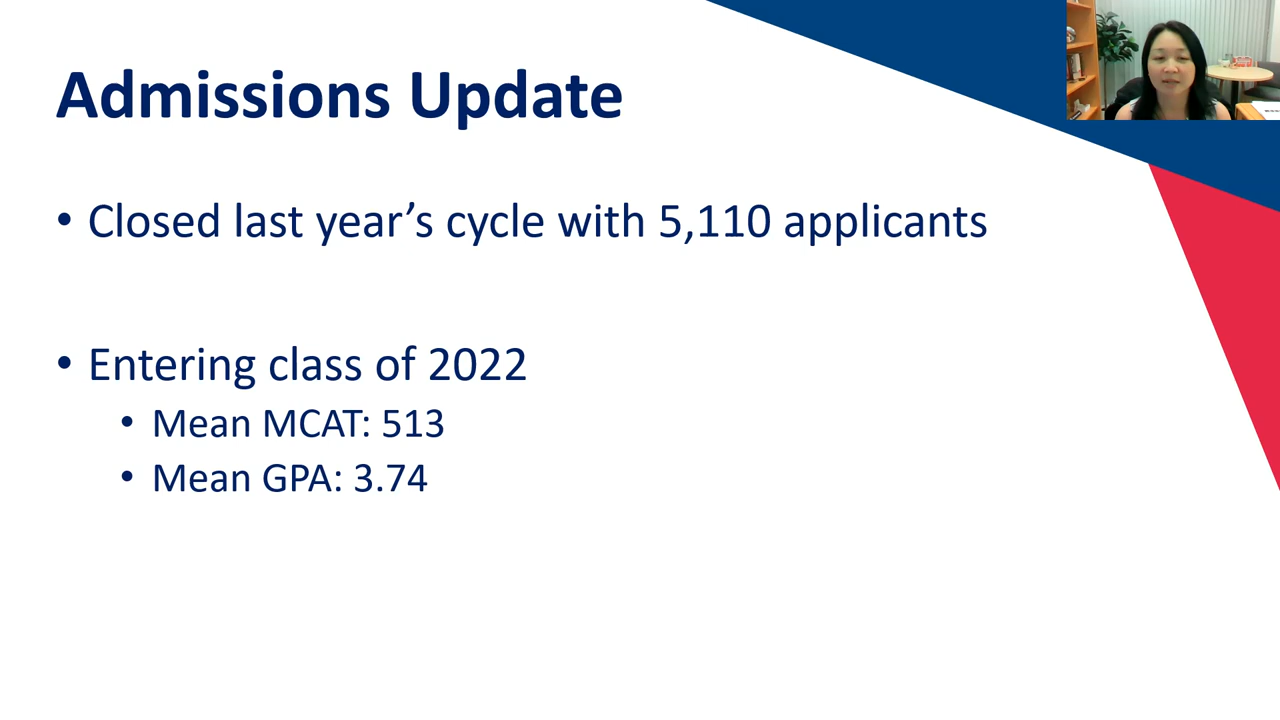 Admissions Update
• Closed last year’s cycle with 5,110 applicants
• Entering class of 2022
• Mean MCAT: 513
• Mean GPA: 3.74